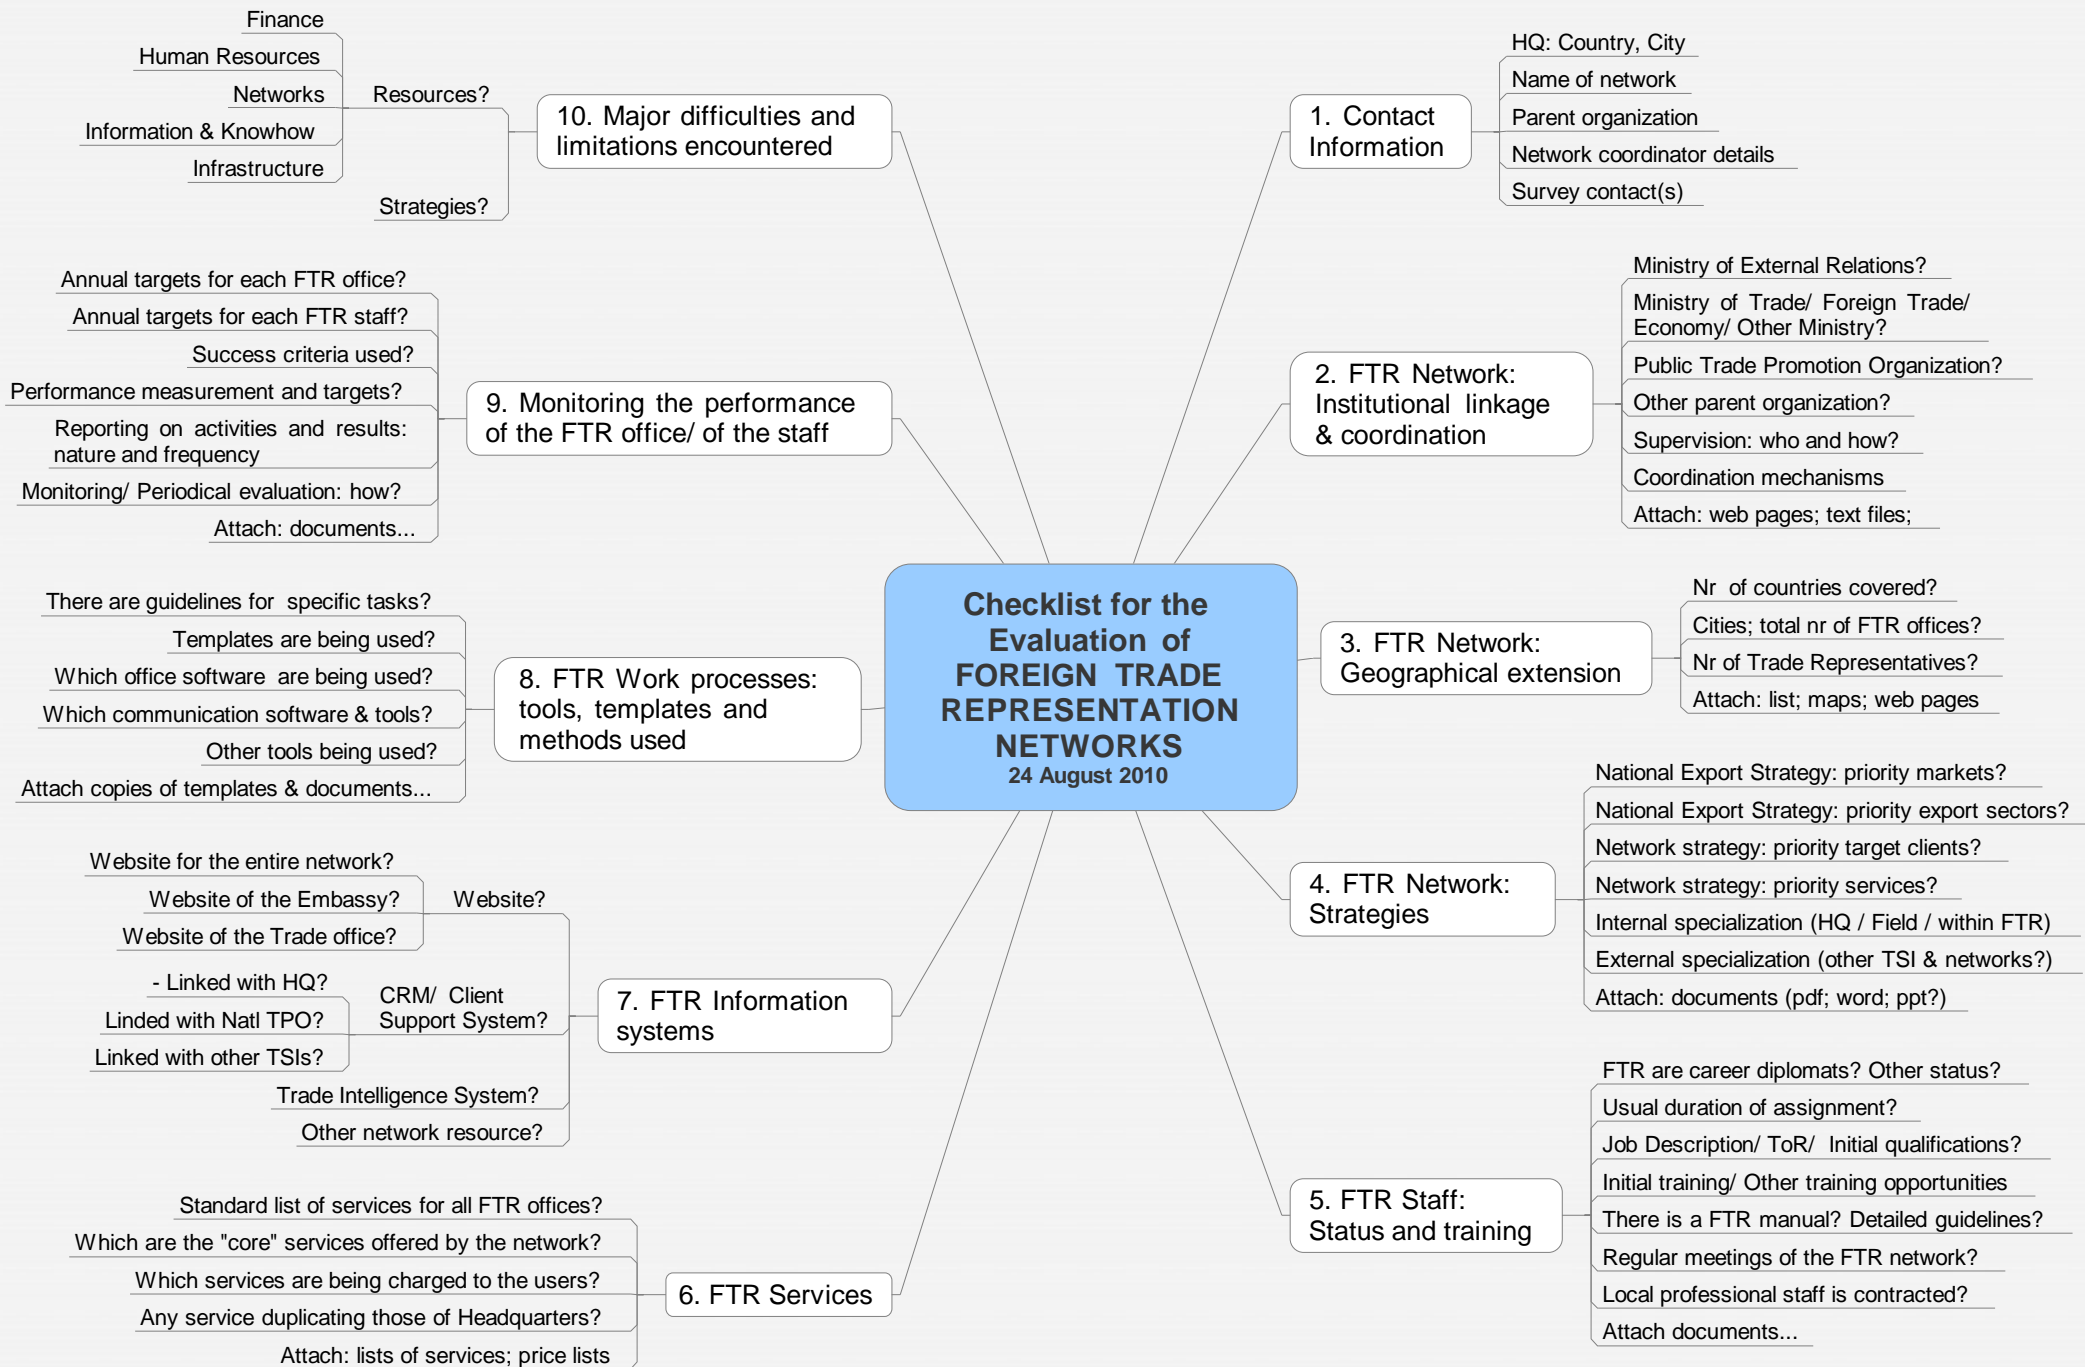 Checklist for the
Evaluation of
FOREIGN TRADE
REPRESENTATION
NETWORKS
24 August 2010
1. Contact
Information
HQ: Country, City
Name of network
Parent organization
Network coordinator details
Survey contact(s)
2. FTR Network:
Institutional linkage
& coordination
Ministry of External Relations?
Ministry of Trade/ Foreign Trade/
Economy/ Other Ministry?
Public Trade Promotion Organization?
Other parent organization?
Supervision: who and how?
Coordination mechanisms
Attach: web pages; text files;
3. FTR Network:
Geographical extension
Nr of countries covered?
Cities; total nr of FTR offices?
Nr of Trade Representatives?
Attach: list; maps; web pages
4. FTR Network:
Strategies
National Export Strategy: priority markets?
National Export Strategy: priority export sectors?
Network strategy: priority target clients?
Network strategy: priority services?
Internal specialization (HQ / Field / within FTR)
External specialization (other TSI & networks?)
Attach: documents (pdf; word; ppt?)
5. FTR Staff:
Status and training
FTR are career diplomats? Other status?
Usual duration of assignment?
Job Description/ ToR/ Initial qualifications?
Initial training/ Other training opportunities
There is a FTR manual? Detailed guidelines?
Regular meetings of the FTR network?
Local professional staff is contracted?
Attach documents...
6. FTR Services
Standard list of services for all FTR offices?
Which are the "core" services offered by the network?
Which services are being charged to the users?
Any service duplicating those of Headquarters?
Attach: lists of services; price lists
7. FTR Information
systems
Website?
Website for the entire network?
Website of the Embassy?
Website of the Trade office?
CRM/ Client
Support System?
- Linked with HQ?
Linded with Natl TPO?
Linked with other TSIs?
Trade Intelligence System?
Other network resource?
8. FTR Work processes:
tools, templates and
methods used
There are guidelines for specific tasks?
Templates are being used?
Which office software are being used?
Which communication software & tools?
Other tools being used?
Attach copies of templates & documents...
9. Monitoring the performance
of the FTR office/ of the staff
Annual targets for each FTR office?
Annual targets for each FTR staff?
Success criteria used?
Performance measurement and targets?
Reporting on activities and results:
nature and frequency
Monitoring/ Periodical evaluation: how?
Attach: documents...
10. Major difficulties and
limitations encountered
Resources?
Finance
Human Resources
Networks
Information & Knowhow
Infrastructure
Strategies?